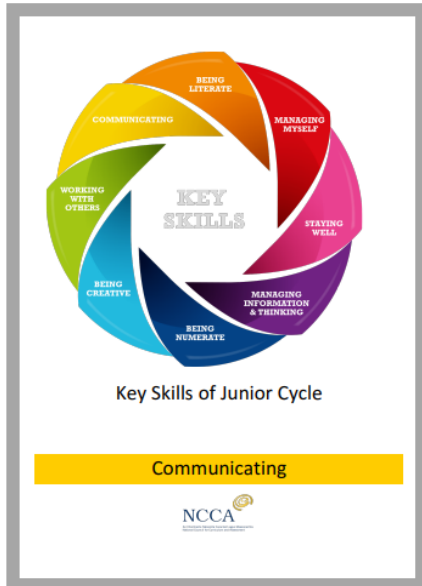 BEING
LITERATE
COMMUNICATING
MANAGING
MYSELF
WORKING
WITH
OTHERS
KEY
SKILLS
STAYING
WELL
BEING
CREATIVE
MANAGING
INFORMATION
& THINKING
BEING
NUMERATE
Key Skills of Junior Cycle
Communicating
NCCA